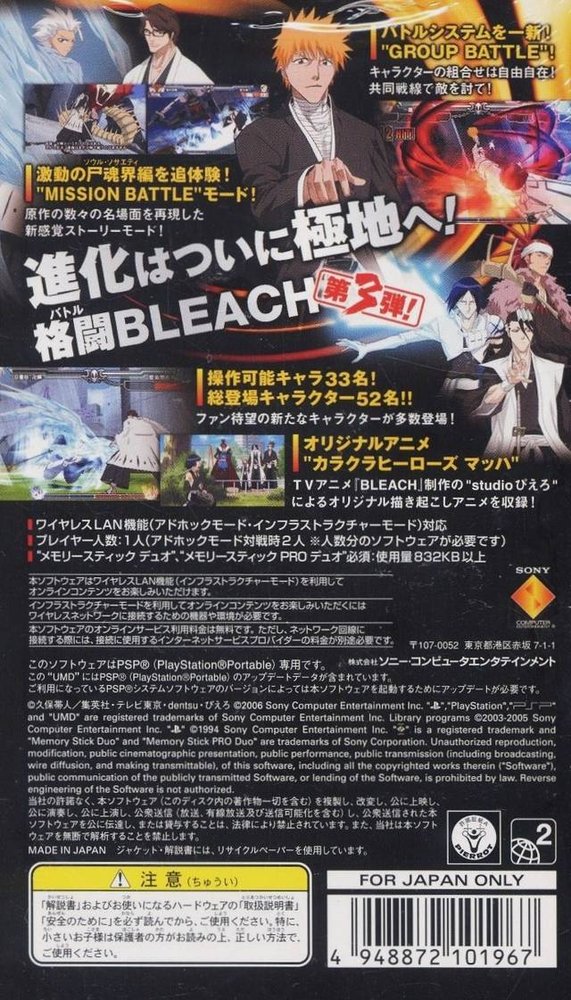 バトルシステムを一新!
"GROUP BATTLE"!
キャラクターの組合せは自由自在!
共同戦線で敵を討て!
ソウル・ソサエティ
激動の尸魂界編を追体験!
"MISSION BATTLE"モード!
原作の数々の名場面を再現した
新感覚ストーリーモード!
進化はついに極地へ!
バトル
格闘BLEACH 第3弾!
操作可能キャラ33名!
総登場キャラクター52名!!
ファン待望の新たなキャラクターが多数登場!
オリジナルアニメ
"カラクラヒーローズ マッハ"
TVアニメ『BLEACH』制作の"studioぴえろ"
によるオリジナル描き起こしアニメを収録!
ワイヤレスLAN機能(アドホックモード・インフラストラクチャーモード)対応
プレイヤー人数:1人(アドホックモード対戦時2人 ※人数分のソフトウェアが必要です)
"メモリースティック デュオ"、"メモリースティック PRO デュオ"必須:使用量832KB以上
本ソフトウェアはワイヤレスLAN機能(インフラストラクチャーモード)を利用して
オンラインコンテンツをお楽しみいただけます。
インフラストラクチャーモードを利用してオンラインコンテンツをお楽しみいただくには
ワイヤレスネットワークに接続するための機器や環境が必要です。
本ソフトウェアのオンラインサービス利用料金は無料です。ただし、ネットワーク回線に
接続する際には、接続に使用するインターネットサービスプロバイダーの料金が別途必要です。
SONY
COMPUTER
ENTERTAINMENT
〒107-0052 東京都港区赤坂 7-1-1
株式会社 ソニー・コンピュータエンタテインメント
このソフトウェアはPSP® (PlayStation®Portable) 専用です。
この "UMD" にはPSP® (PlayStation®Portable) のアップデートデータが含まれています。
ご利用になっているPSP®システムソフトウェアのバージョンによっては本ソフトウェアを起動するためにアップデートが必要です。
©久保帯人/集英社・テレビ東京・dentsu・ぴえろ ©2006 Sony Computer Entertainment Inc. "PS", "PlayStation", "PSP"
and "UMD" are registered trademarks of Sony Computer Entertainment Inc. Library programs ©2003-2005 Sony
Computer Entertainment Inc. ©1994 Sony Computer Entertainment Inc. " " is a registered trademark and
"Memory Stick Duo" and "Memory Stick PRO Duo" are trademarks of Sony Corporation. Unauthorized reproduction,
modification, public cinematographic presentation, public performance, public transmission (including broadcasting,
wire diffusion, and making transmittable), of this software, including all the copyrighted works therein ("Software"),
public communication of the publicly transmitted Software, or lending of the Software, is prohibited by law. Reverse
engineering of the Software is not authorized.
当社の許諾なく、本ソフトウェア (このディスク内の著作物一切を含む) を複製し、改変し、公に上映し、
公に演奏し、公に上演し、公衆送信 (放送、有線放送及び送信可能化を含む) し、公衆送信された本
ソフトウェアを公に伝達し、または貸与することは、法律により禁止されています。また、当社は本ソフト
ウェアを無断で解析することを禁止します。
MADE IN JAPAN ジャケット・解説書には、リサイクルペーパーを使用しています。
PIERROT
2
注意(ちゅうい)
「解説書」およびお使いになるハードウェアの「取扱説明書」
「安全のために」を必ず読んでから、ご使用ください。特に、
小さいお子様は保護者の方がお読みの上、正しい方法で、
ご使用ください。
FOR JAPAN ONLY
4 948872 101967